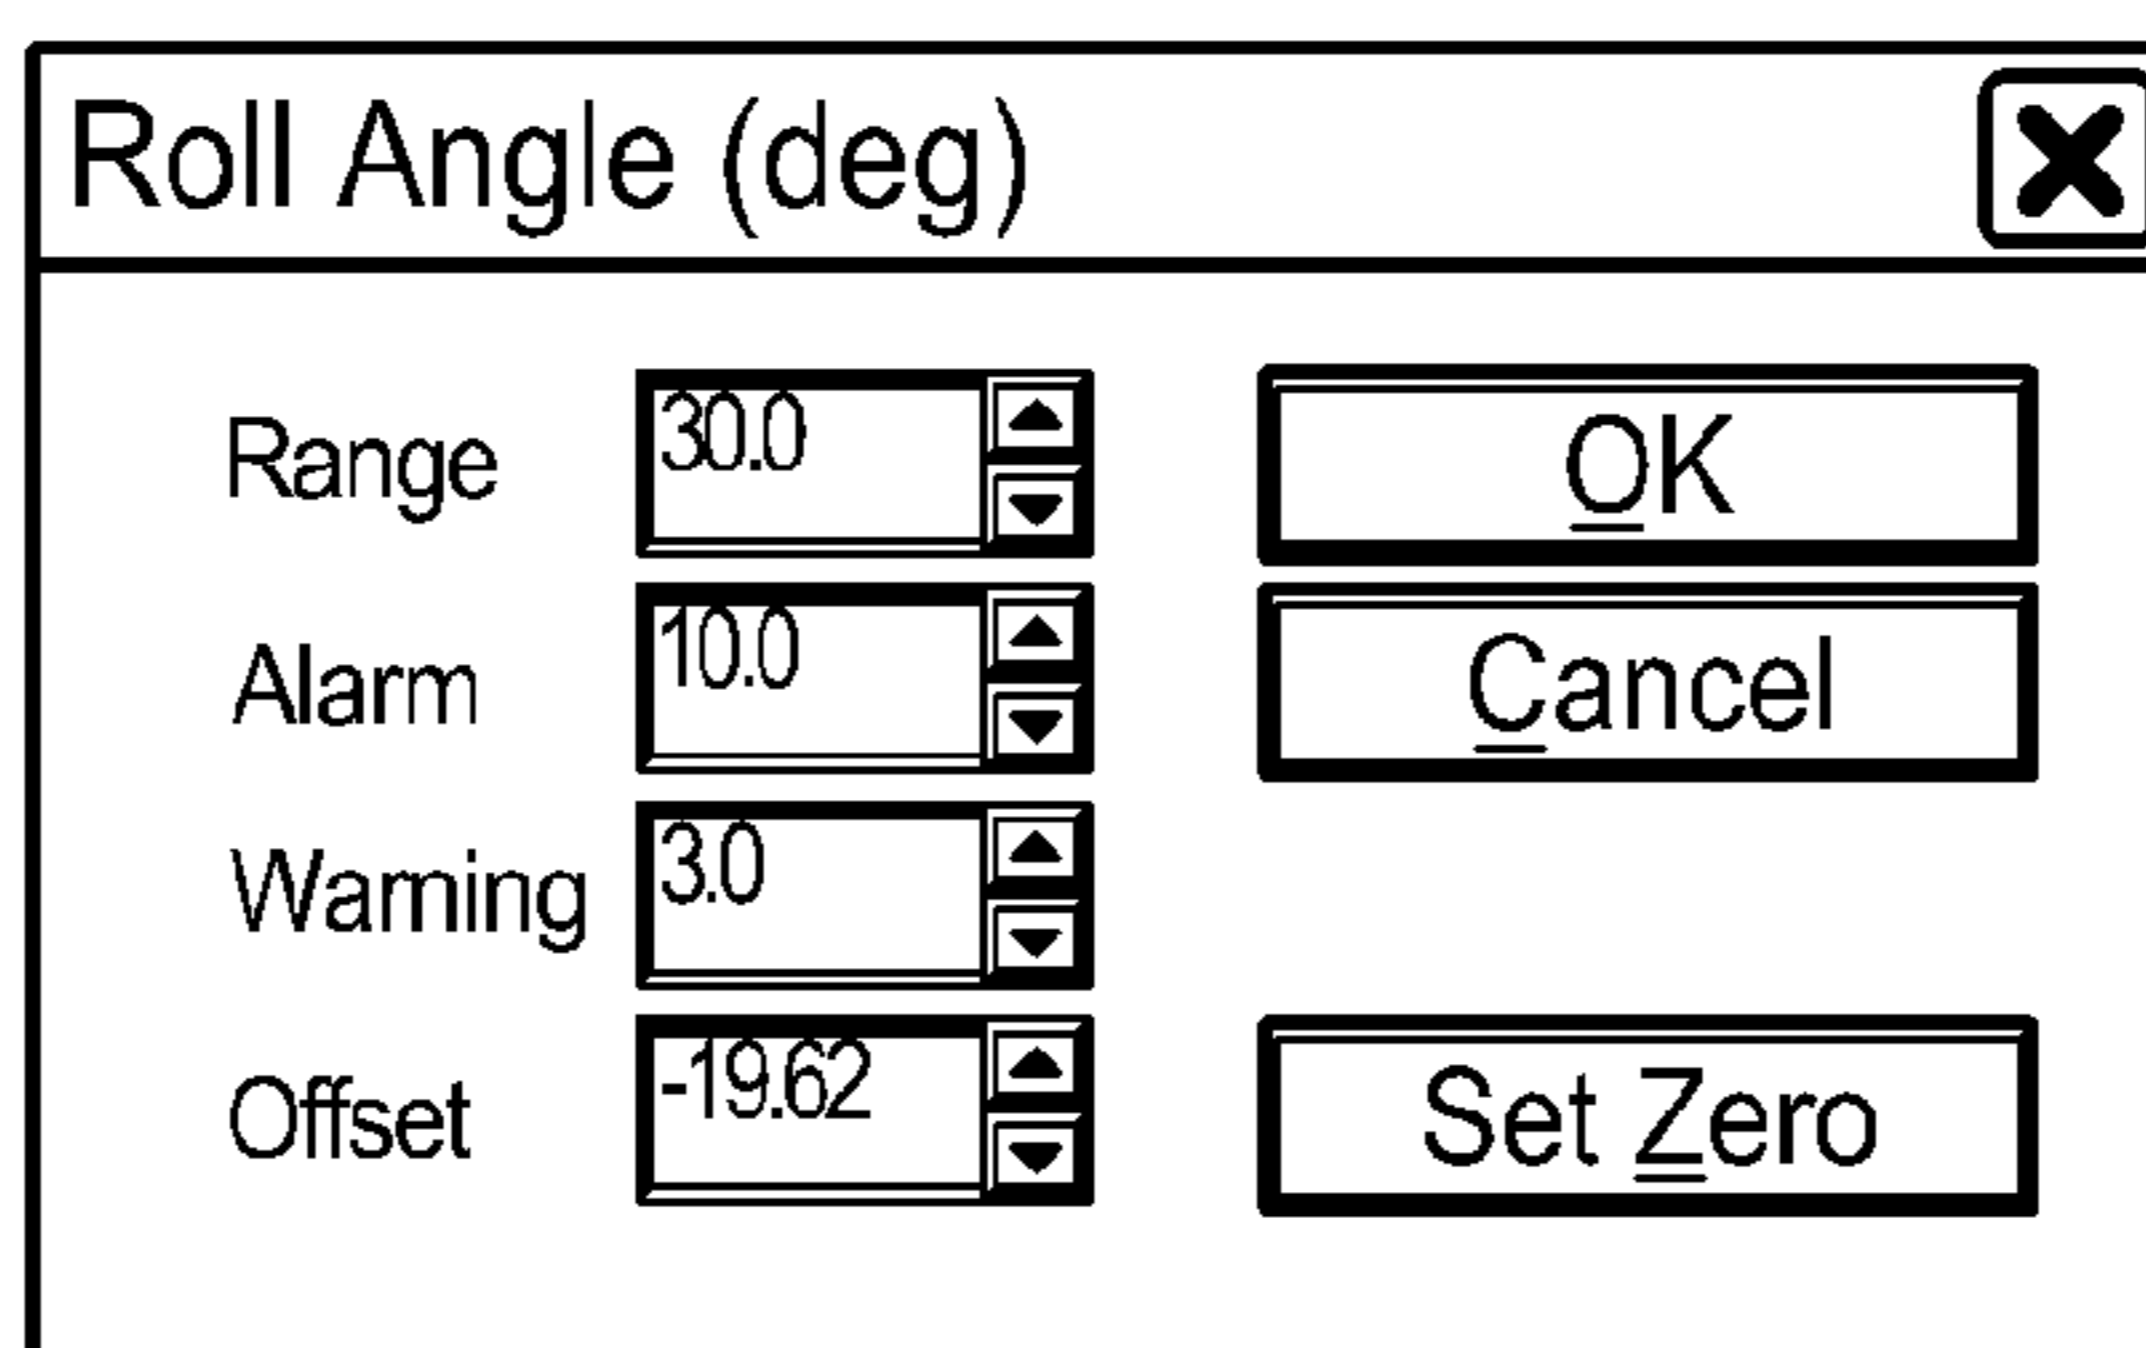 Roll Angle (deg)
Range 30.0 OK
Alarm 10.0 Cancel
Warning 3.0
Offset -19.62 Set Zero